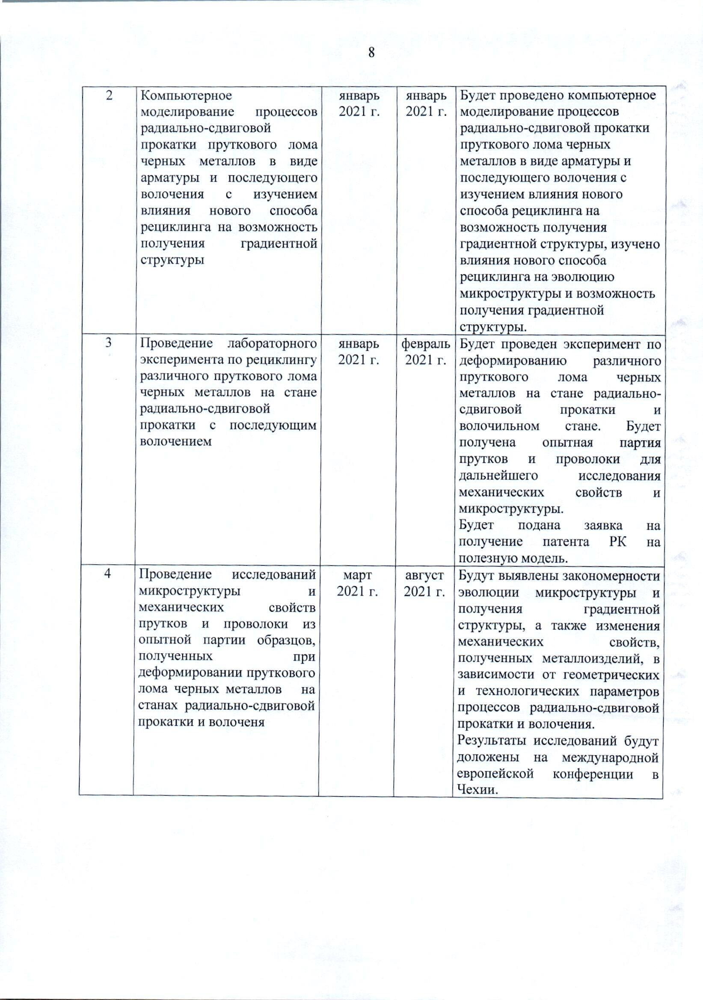 8
2
Компьютерное
моделирование процессов
радиально-сдвиговой
прокатки пруткового лома
черных металлов в виде
арматуры и последующего
волочения с изучением
влияния нового способа
рециклинга на возможность
получения градиентной
структуры
январь
2021 г.
январь
2021 г.
Будет проведено компьютерное
моделирование процессов
радиально-сдвиговой прокатки
пруткового лома черных
металлов в виде арматуры и
последующего волочения с
изучением влияния нового
способа рециклинга на
возможность получения
градиентной структуры, изучено
влияния нового способа
рециклинга на эволюцию
микроструктуры и возможность
получения градиентной
структуры.
3
Проведение лабораторного
эксперимента по рециклингу
различного пруткового лома
черных металлов на стане
радиально-сдвиговой
прокатки с последующим
волочением
январь
2021 г.
февраль
2021 г.
Будет проведен эксперимент по
деформированию различного
пруткового лома черных
металлов на стане радиально-
сдвиговой прокатки и
волочильном стане. Будет
получена опытная партия
прутков и проволоки для
дальнейшего исследования
механических свойств и
микроструктуры.
Будет подана заявка на
получение патента РК на
полезную модель.
4
Проведение исследований
микроструктуры и
механических свойств
прутков и проволоки из
опытной партии образцов,
полученных при
деформировании пруткового
лома черных металлов на
станах радиально-сдвиговой
прокатки и волоченя
март
2021 г.
август
2021 г.
Будут выявлены закономерности
эволюции микроструктуры и
получения градиентной
структуры, а также изменения
механических свойств,
полученных металлоизделий, в
зависимости от геометрических
и технологических параметров
процессов радиально-сдвиговой
прокатки и волочения.
Результаты исследований будут
доложены на международной
европейской конференции в
Чехии.